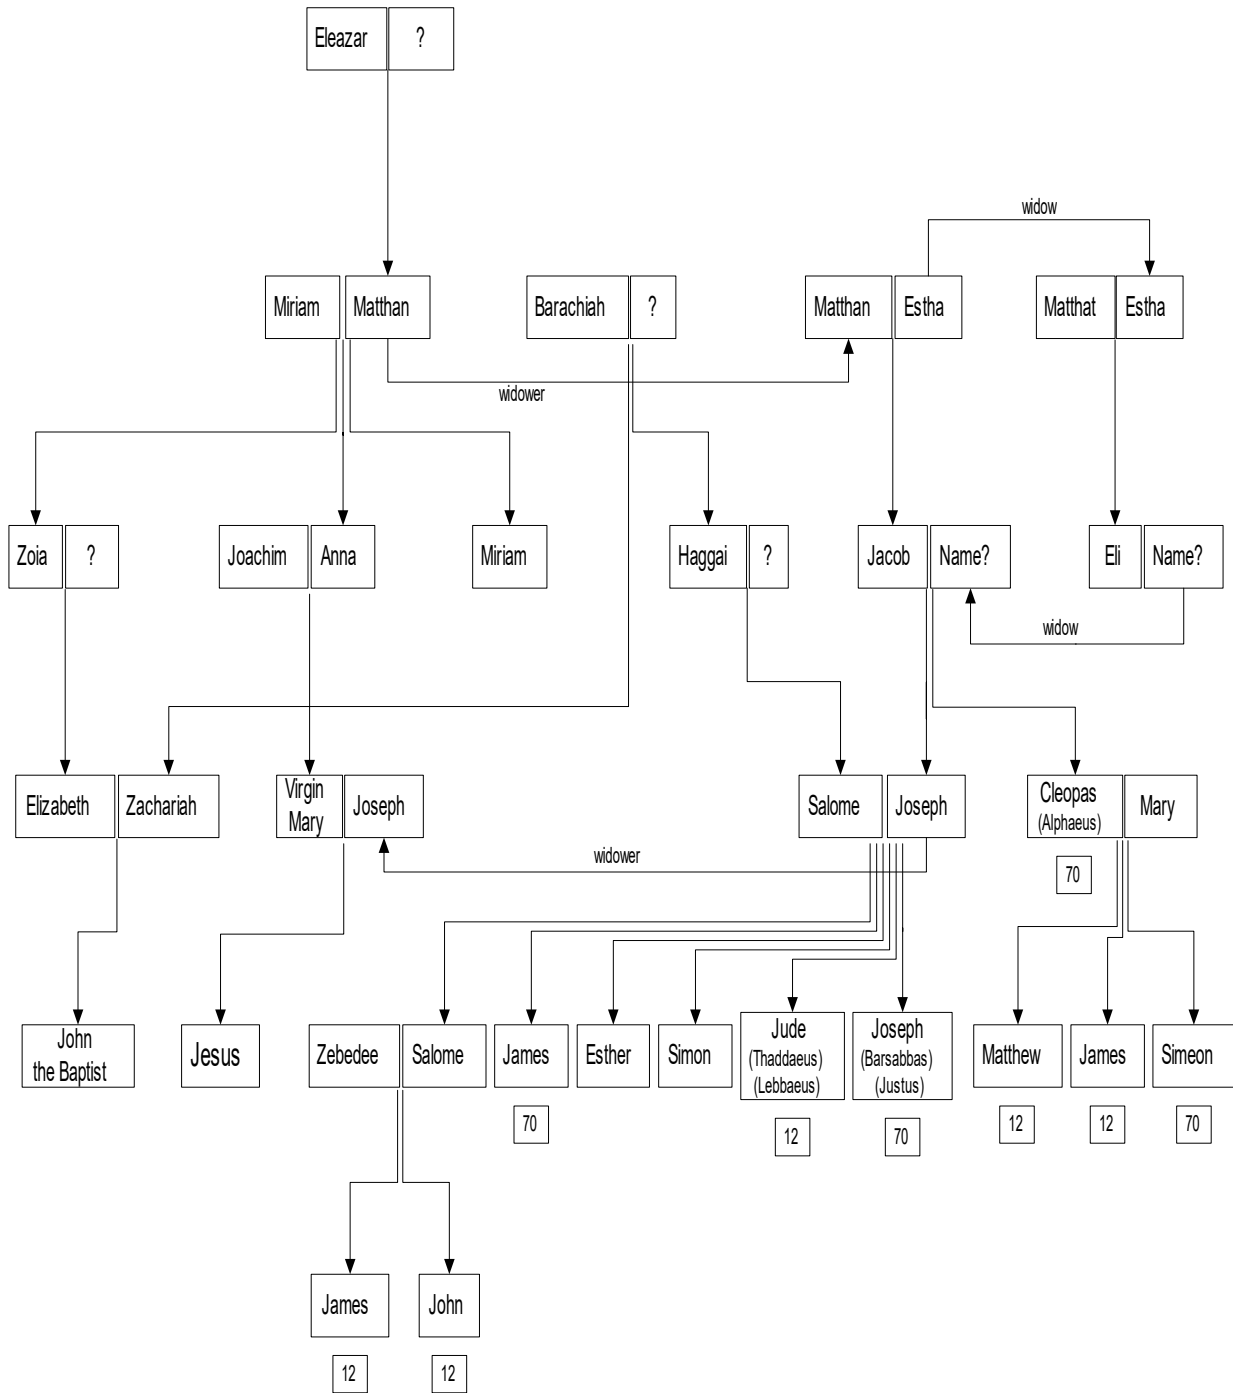 Eleazar
?
widow
Miriam
Matthan
Barachiah
?
Matthan
Estha
Matthat
Estha
widower
Zoia
?
Joachim
Anna
Miriam
Haggai
?
Jacob
Name?
Eli
Name?
widow
Elizabeth
Zachariah
Virgin
Mary
Joseph
Salome
Joseph
Cleopas
(Alphaeus)
Mary
widower
70
John
the Baptist
Jesus
Zebedee
Salome
James
Esther
Simon
Jude
(Thaddaeus)
(Lebbaeus)
Joseph
(Barsabbas)
(Justus)
Matthew
James
Simeon
70
12
70
12
12
70
James
John
12
12